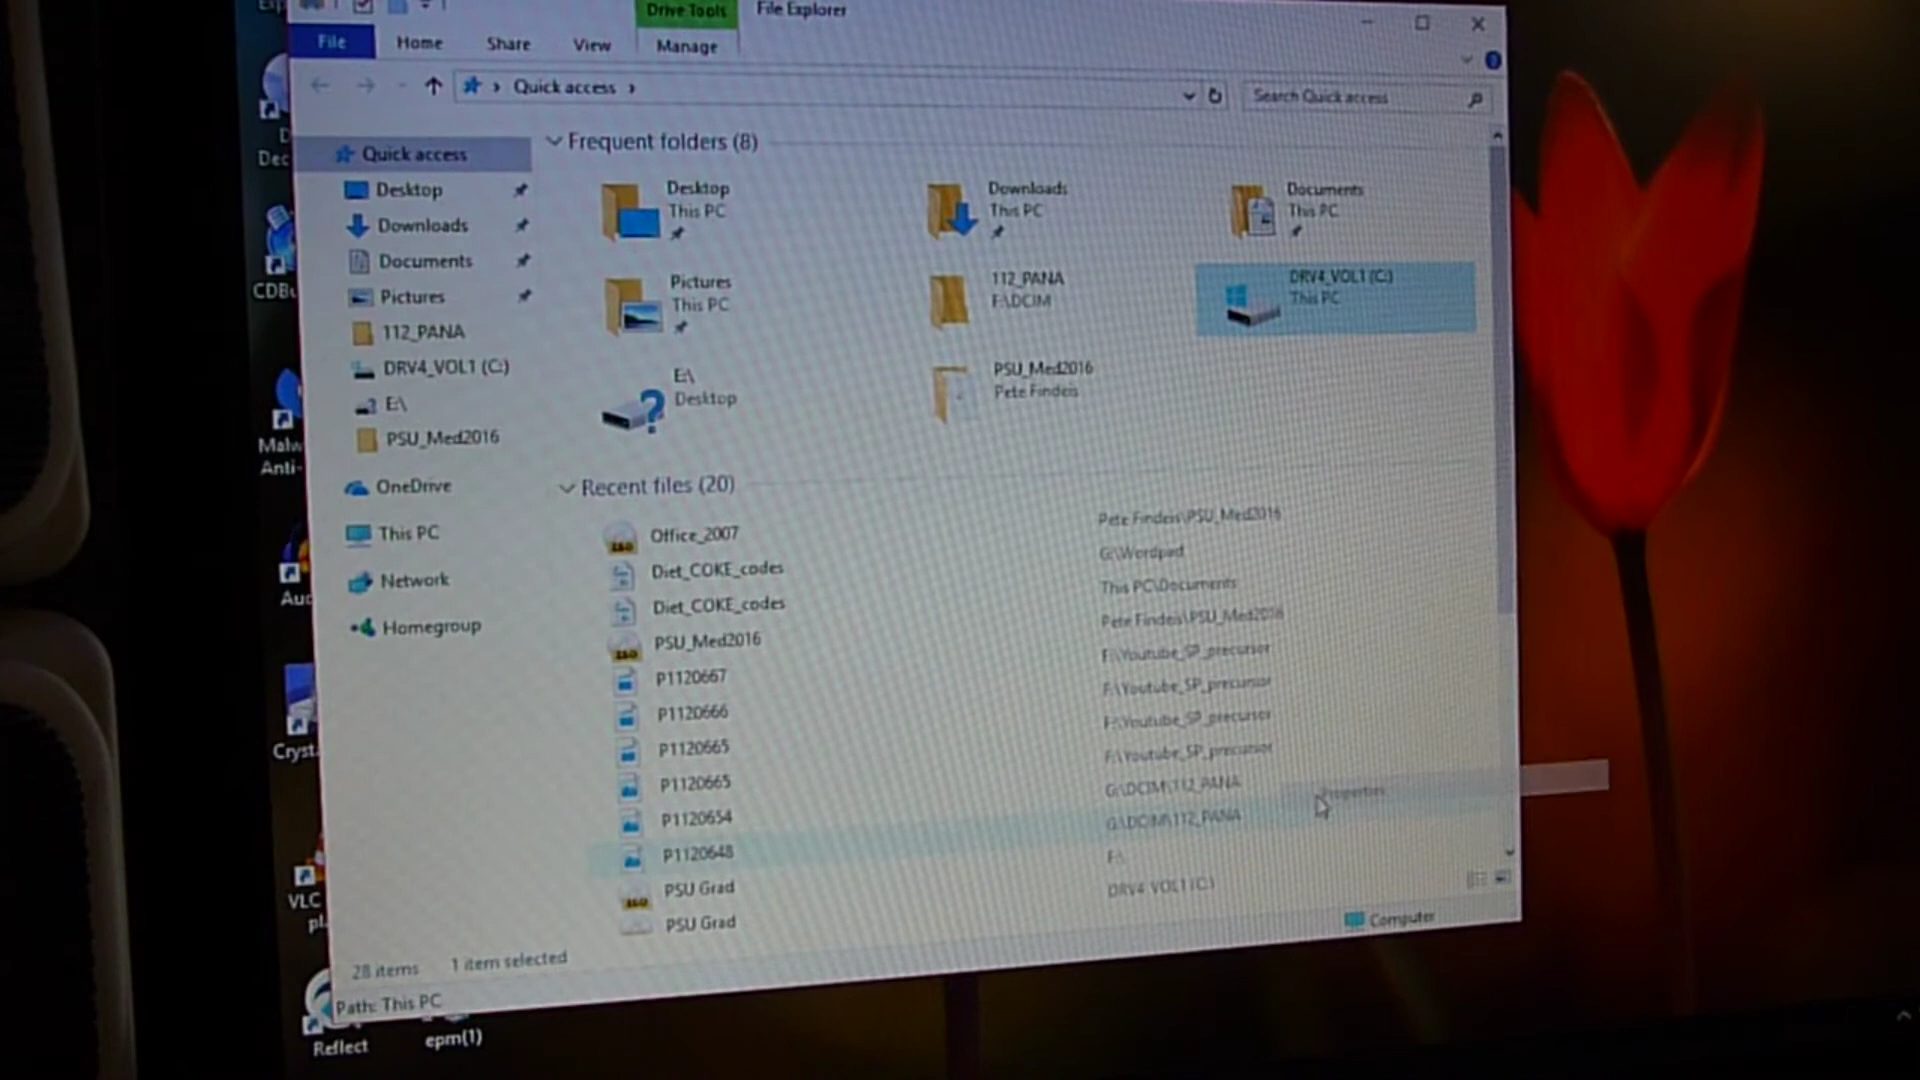 Drive Tools
File Explorer
File
Home
Share
View
Manage
Quick access
Search Quick access
Quick access
Desktop
Downloads
Documents
Pictures
112_PANA
DRV4_VOL1 (C:)
E:\
PSU_Med2016
OneDrive
This PC
Network
Homegroup
Frequent folders (8)
Desktop
This PC
Downloads
This PC
Documents
This PC
Pictures
This PC
112_PANA
F:\DCIM
DRV4_VOL1 (C:)
This PC
E:\
Desktop
PSU_Med2016
Pete Findeis
Recent files (20)
Office_2007
Pete Findeis\PSU_Med2016
Diet_COKE_codes
G:\Wordpad
Diet_COKE_codes
This PC\Documents
PSU_Med2016
Pete Findeis\PSU_Med2016
P1120667
F:\Youtube_SP_precursor
P1120666
F:\Youtube_SP_precursor
P1120665
F:\Youtube_SP_precursor
P1120665
F:\Youtube_SP_precursor
P1120654
G:\DCIM\112_PANA
P1120648
G:\DCIM\112_PANA
PSU Grad
F:\
PSU Grad
DRV4_VOL1 (C:)
Properties
28 items
1 item selected
Computer
Path: This PC
Dec
CDBu
Malw
Anti-
Aud
Cryst
VLC
pl
Reflect
epm(1)